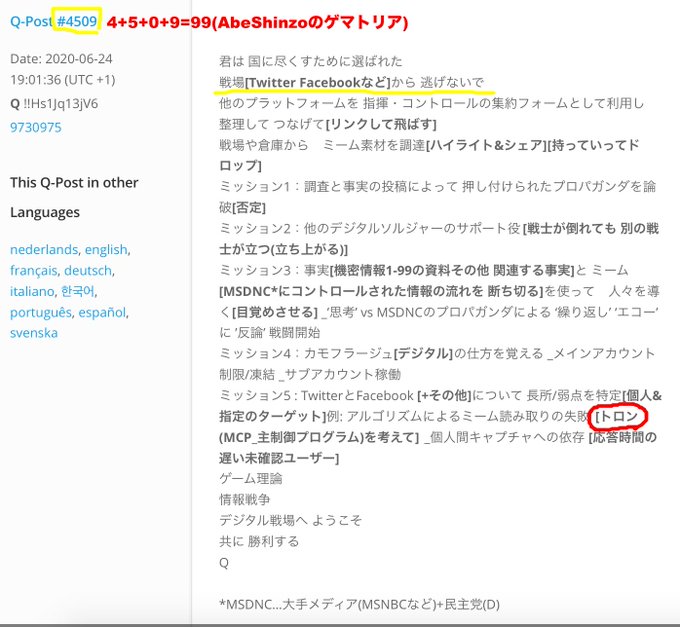 Q-Post #4509 4+5+0+9=99(AbeShinzoのゲマトリア)
Date: 2020-06-24
19:01:36 (UTC +1)
Q !!Hs1Jq13jV6
9730975
This Q-Post in other
Languages
nederlands, english,
français, deutsch,
italiano, 한국어,
português, español,
svenska
君は 国に尽くすために選ばれた
戦場[Twitter Facebookなど]から 逃げないで
他のプラットフォームを 指揮・コントロールの集約フォームとして利用し
整理して つなげて[リンクして飛ばす]
戦場や倉庫から　ミーム素材を調達[ハイライト&シェア][持っていってド
ロップ]
ミッション1：調査と事実の投稿によって 押し付けられたプロパガンダを論
破[否定]
ミッション2：他のデジタルソルジャーのサポート役 [戦士が倒れても 別の戦
士が立つ(立ち上がる)]
ミッション3：事実[機密情報1-99の資料その他 関連する事実]と ミーム
[MSDNC*にコントロールされた情報の流れを 断ち切る]を使って　人々を導
く[目覚めさせる] _‘思考’ vs MSDNCのプロパガンダによる ‘繰り返し’ ‘エコー’
に ‘反論’ 戦闘開始
ミッション4：カモフラージュ[デジタル]の仕方を覚える _メインアカウント
制限/凍結 _サブアカウント稼働
ミッション5 : TwitterとFacebook [+その他]について 長所/弱点を特定[個人&
指定のターゲット]例: アルゴリズムによるミーム読み取りの失敗 [トロン
(MCP_主制御プログラム)を考えて] _個人間キャプチャへの依存 [応答時間の
遅い未確認ユーザー]
ゲーム理論
情報戦争
デジタル戦場へ ようこそ
共に 勝利する
Q
*MSDNC…大手メディア(MSNBCなど)+民主党(D)